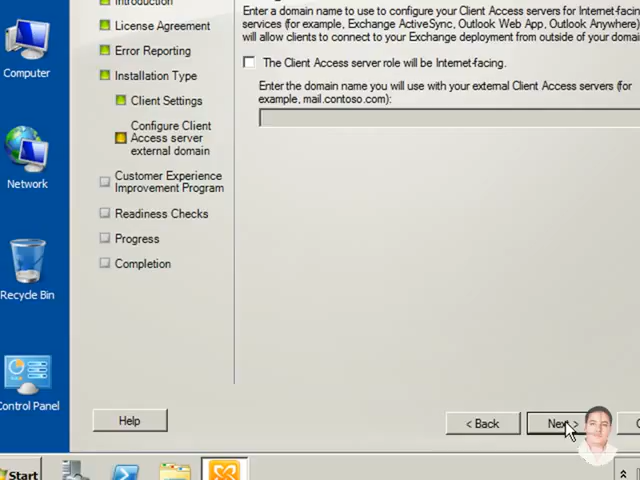 Introduction
License Agreement
Error Reporting
Installation Type
Client Settings
Configure Client
Access server
external domain
Customer Experience
Improvement Program
Readiness Checks
Progress
Completion
Enter a domain name to use to configure your Client Access servers for Internet-facing
services (for example, Exchange ActiveSync, Outlook Web App, Outlook Anywhere)
will allow clients to connect to your Exchange deployment from outside of your domai
The Client Access server role will be Internet-facing.
Enter the domain name you will use with your external Client Access servers (for
example, mail.contoso.com):
Help
< Back
Next >
C
Computer
Network
Recycle Bin
Control Panel
Start